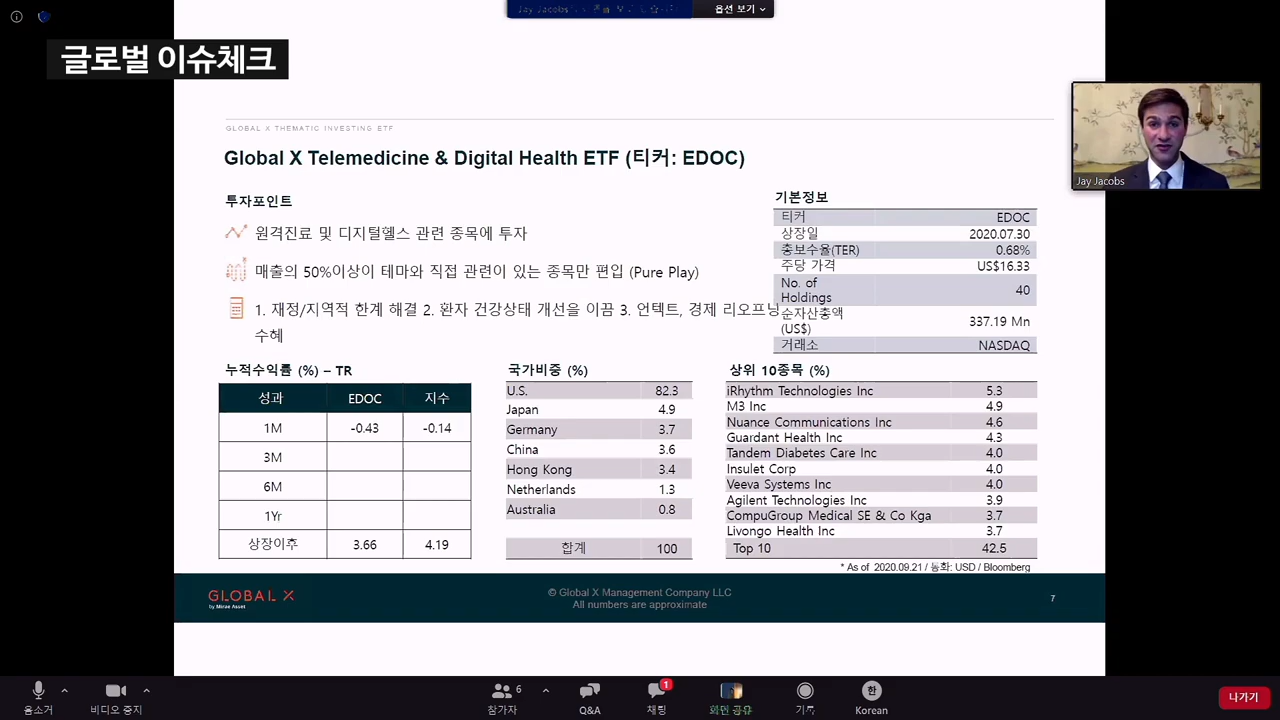 Jay Jacobs
옵션 보기
글로벌 이슈체크
GLOBAL X THEMATIC INVESTING ETF
Global X Telemedicine & Digital Health ETF (티커: EDOC)
Jay Jacobs
투자포인트
원격진료 및 디지털헬스 관련 종목에 투자
매출의 50%이상이 테마와 직접 관련이 있는 종목만 편입 (Pure Play)
1. 재정/지역적 한계 해결 2. 환자 건강상태 개선을 이끔 3. 언텍트, 경제 리오프닝
수혜
기본정보
티커 EDOC
상장일 2020.07.30
총보수율(TER) 0.68%
주당 가격 US$16.33
No. of
Holdings 40
순자산총액
(US$) 337.19 Mn
거래소 NASDAQ
누적수익률 (%) – TR
성과 EDOC 지수
1M -0.43 -0.14
3M
6M
1Yr
상장이후 3.66 4.19
국가비중 (%)
U.S. 82.3
Japan 4.9
Germany 3.7
China 3.6
Hong Kong 3.4
Netherlands 1.3
Australia 0.8
합계 100
상위 10종목 (%)
iRhythm Technologies Inc 5.3
M3 Inc 4.9
Nuance Communications Inc 4.6
Guardant Health Inc 4.3
Tandem Diabetes Care Inc 4.0
Insulet Corp 4.0
Veeva Systems Inc 4.0
Agilent Technologies Inc 3.9
CompuGroup Medical SE & Co Kga 3.7
Livongo Health Inc 3.7
Top 10 42.5
* As of 2020.09.21 / 통화: USD / Bloomberg
GLOBAL X
by Mirae Asset
© Global X Management Company LLC
All numbers are approximate
7
음소거
비디오 중지
6
참가자
Q&A
1
채팅
화면 공유
기록
한
Korean
나가기